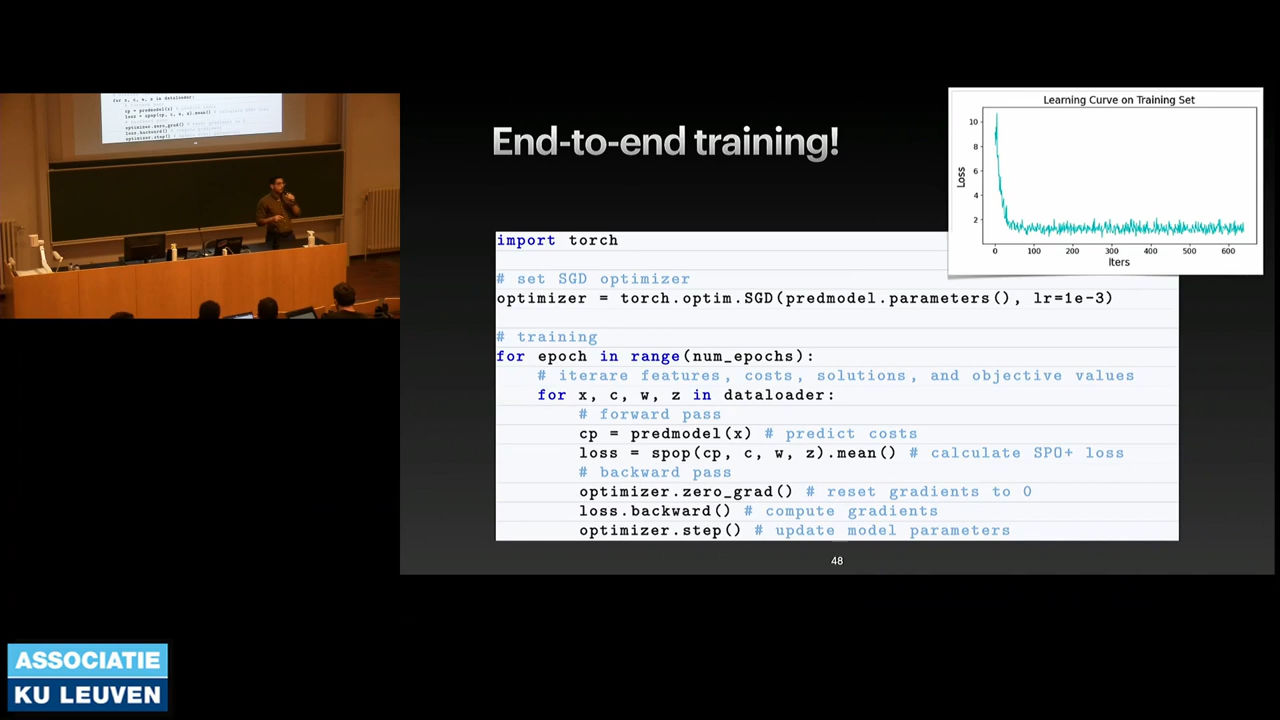 End-to-end training!
Learning Curve on Training Set
Loss
10
8
6
4
2
0 100 200 300 400 500 600
Iters
import torch
# set SGD optimizer
optimizer = torch.optim.SGD(predmodel.parameters(), lr=1e-3)
# training
for epoch in range(num_epochs):
# iterare features, costs, solutions, and objective values
for x, c, w, z in dataloader:
# forward pass
cp = predmodel(x) # predict costs
loss = spop(cp, c, w, z).mean() # calculate SPO+ loss
# backward pass
optimizer.zero_grad() # reset gradients to 0
loss.backward() # compute gradients
optimizer.step() # update model parameters
48
ASSOCIATIE
KU LEUVEN